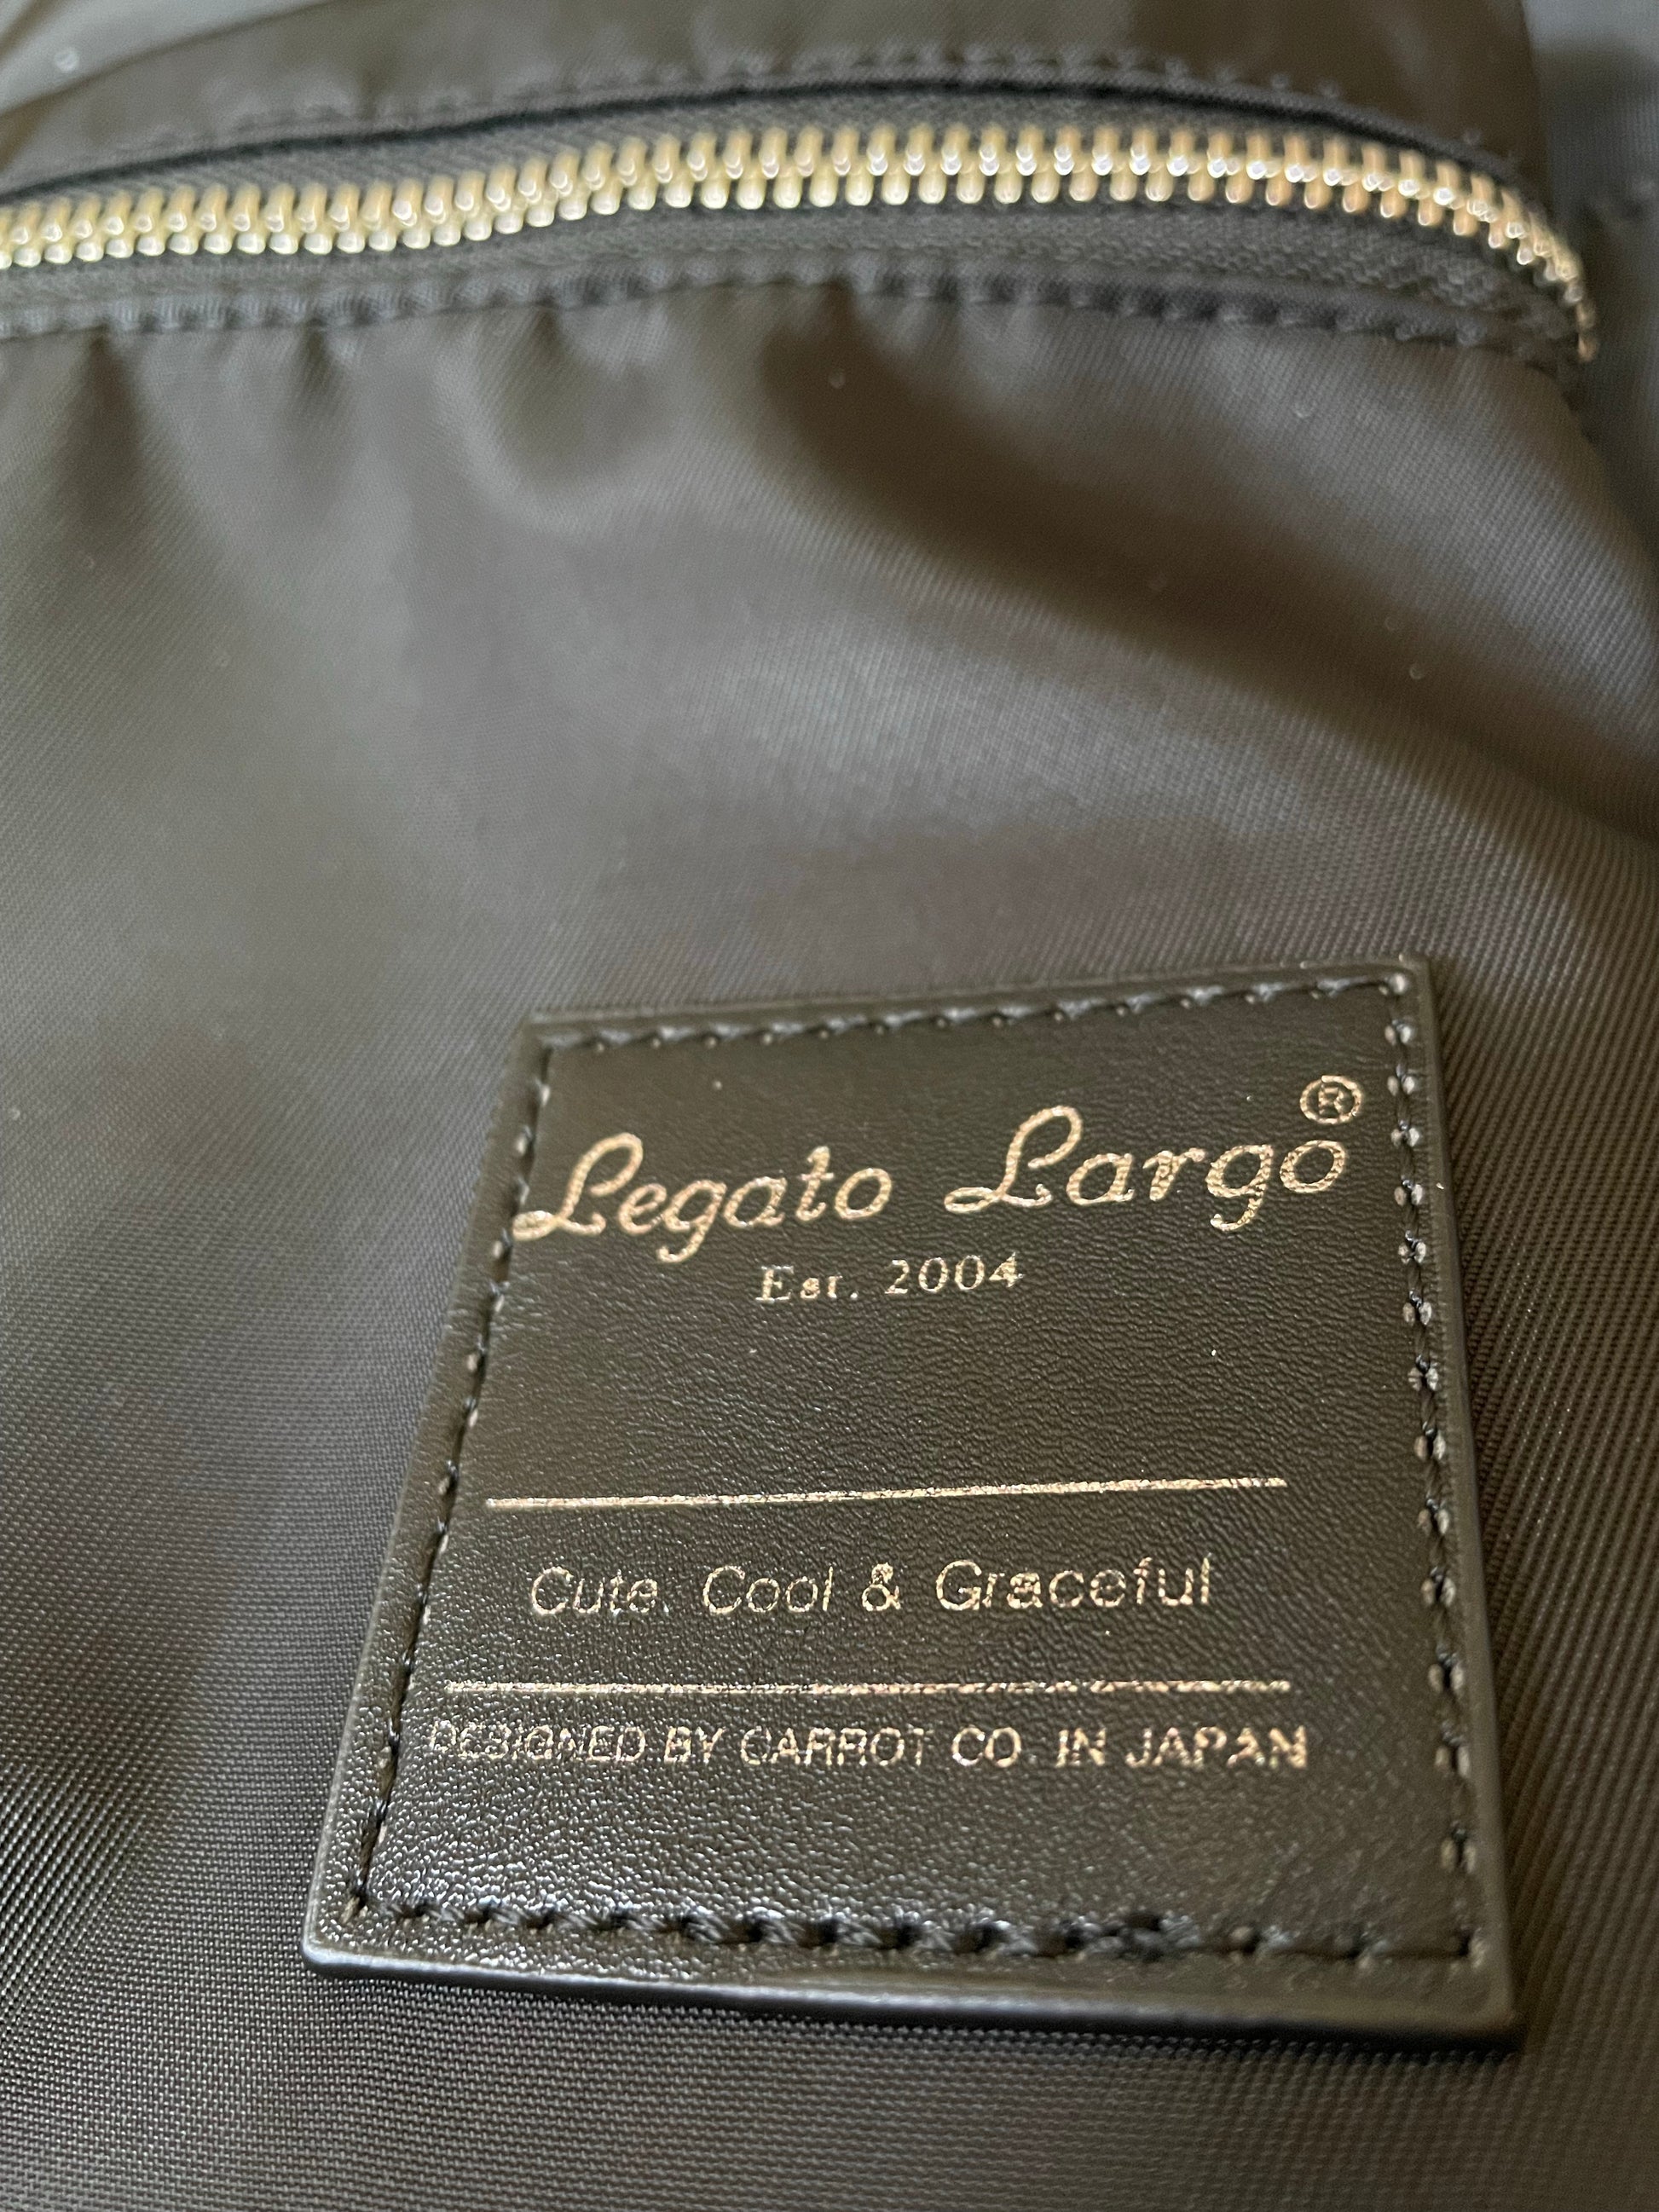 Legato Largo®
Est. 2004
Cute, Cool & Graceful
DESIGNED BY CARROT CO. IN JAPAN